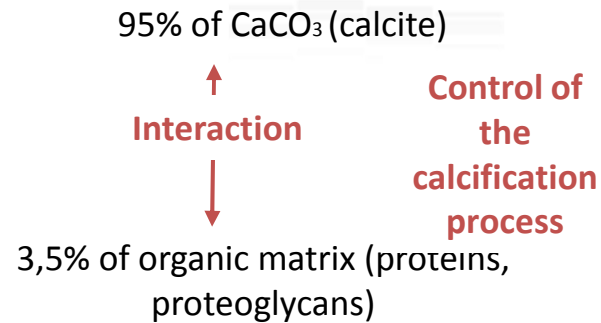 95% of CaCO₃ (calcite)
Interaction
Control of
the
calcification
process
3,5% of organic matrix (proteins,
proteoglycans)